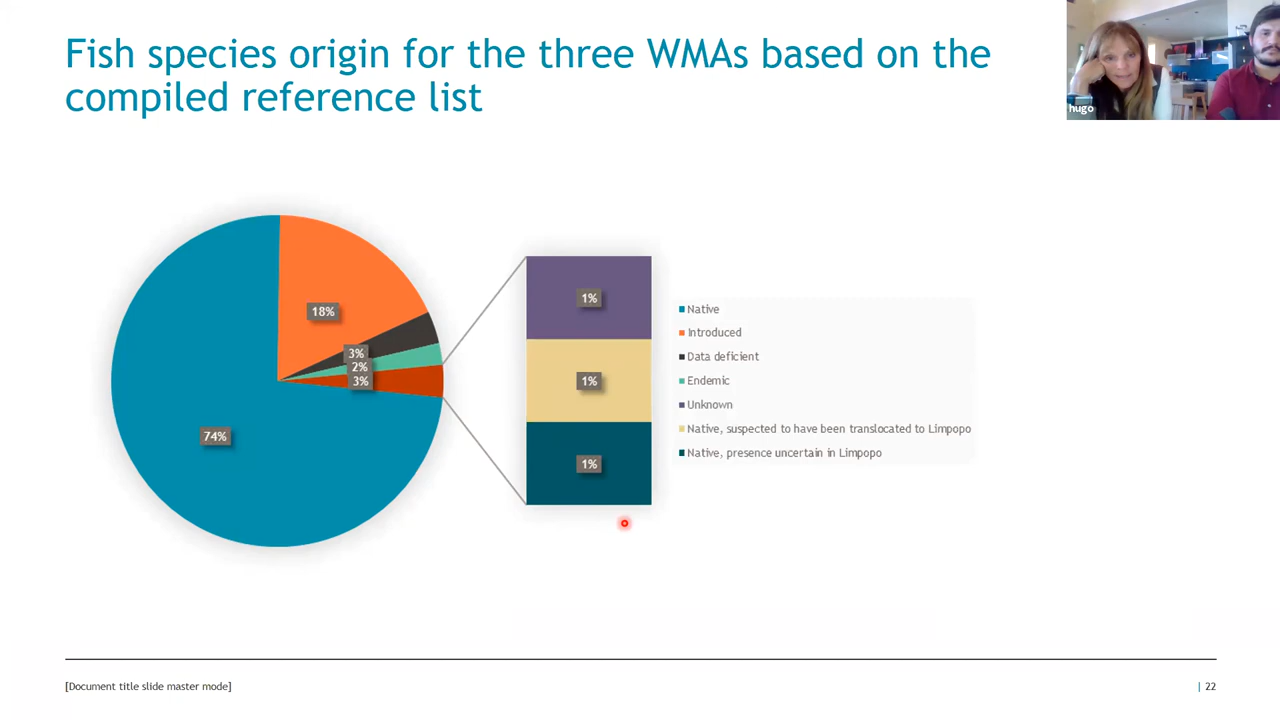 Fish species origin for the three WMAs based on the
compiled reference list
hugo
18%
3%
2%
3%
74%
1%
1%
1%
Native
Introduced
Data deficient
Endemic
Unknown
Native, suspected to have been translocated to Limpopo
Native, presence uncertain in Limpopo
[Document title slide master mode]
| 22